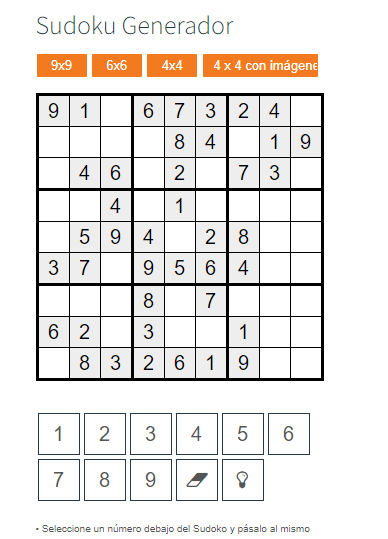 Sudoku Generador
9x9 6x6 4x4 4 x 4 con imágene
9 1 6 7 3 2 4
8 4 1 9
4 6 2 7 3
4 1
5 9 4 2 8
3 7 9 5 6 4
8 7
6 2 3 1
8 3 2 6 1 9
1 2 3 4 5 6
7 8 9
• Seleccione un número debajo del Sudoko y pásalo al mismo